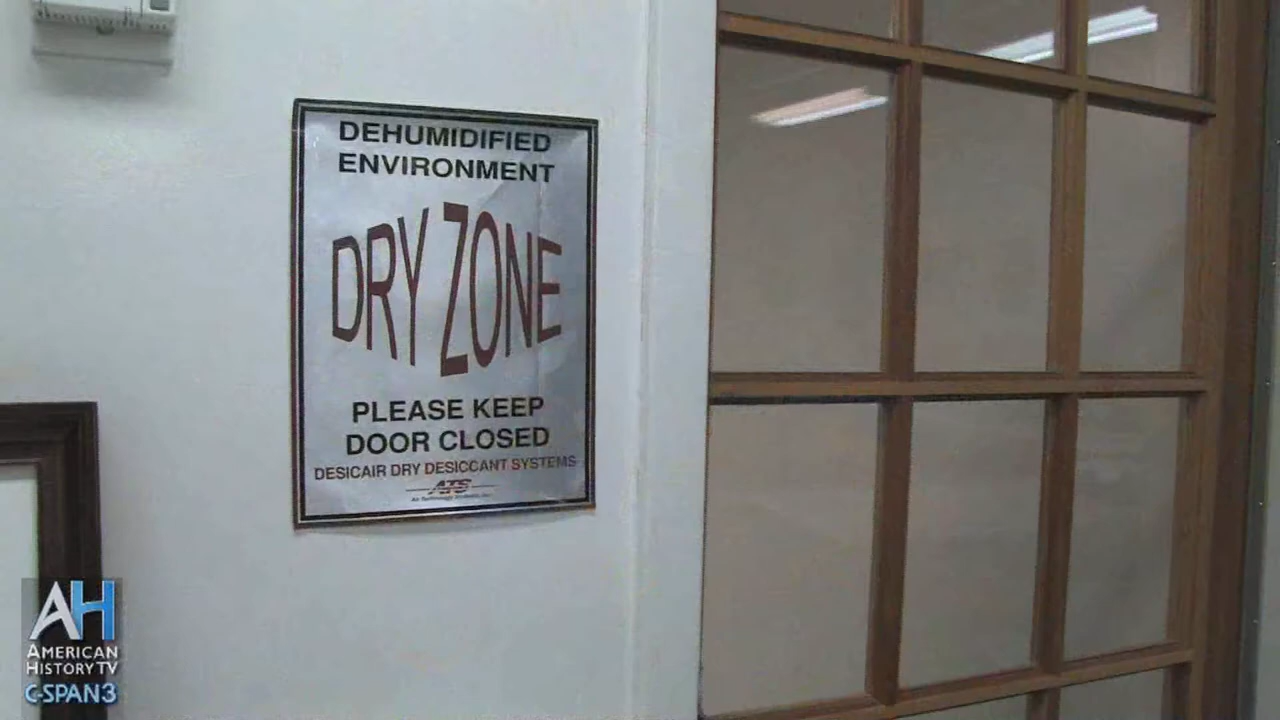 DEHUMIDIFIED
ENVIRONMENT
DRY ZONE
PLEASE KEEP
DOOR CLOSED
DESICAIR DRY DESICCANT SYSTEMS
ATS
AH
AMERICAN
HISTORY TV
C-SPAN3